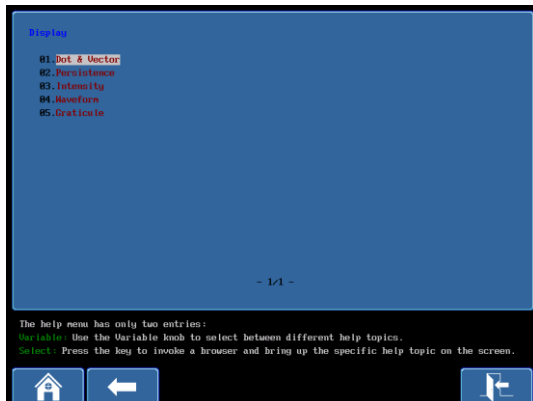 Display
01.Dot & Vector
02.Persistence
03.Intensity
04.Waveform
05.Graticule
- 1/1 -
The help menu has only two entries:
Variable: Use the Variable knob to select between different help topics.
Select: Press the key to invoke a browser and bring up the specific help topic on the screen.